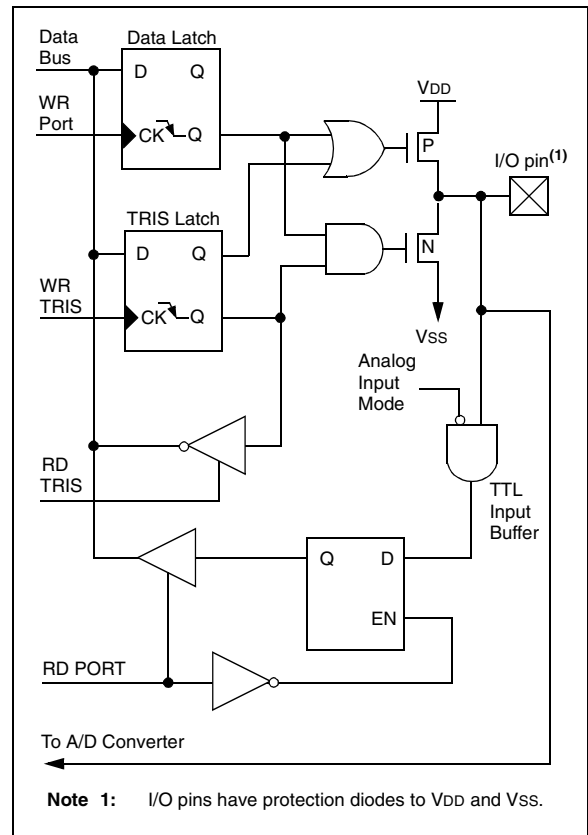 Data
Bus
Data Latch
D
Q
VDD
WR
Port
CK
Q
P
I/O pin(1)
TRIS Latch
D
Q
N
WR
TRIS
CK
Q
VSS
Analog
Input
Mode
RD
TRIS
TTL
Input
Buffer
Q
D
EN
RD PORT
To A/D Converter
Note 1: I/O pins have protection diodes to VDD and VSS.